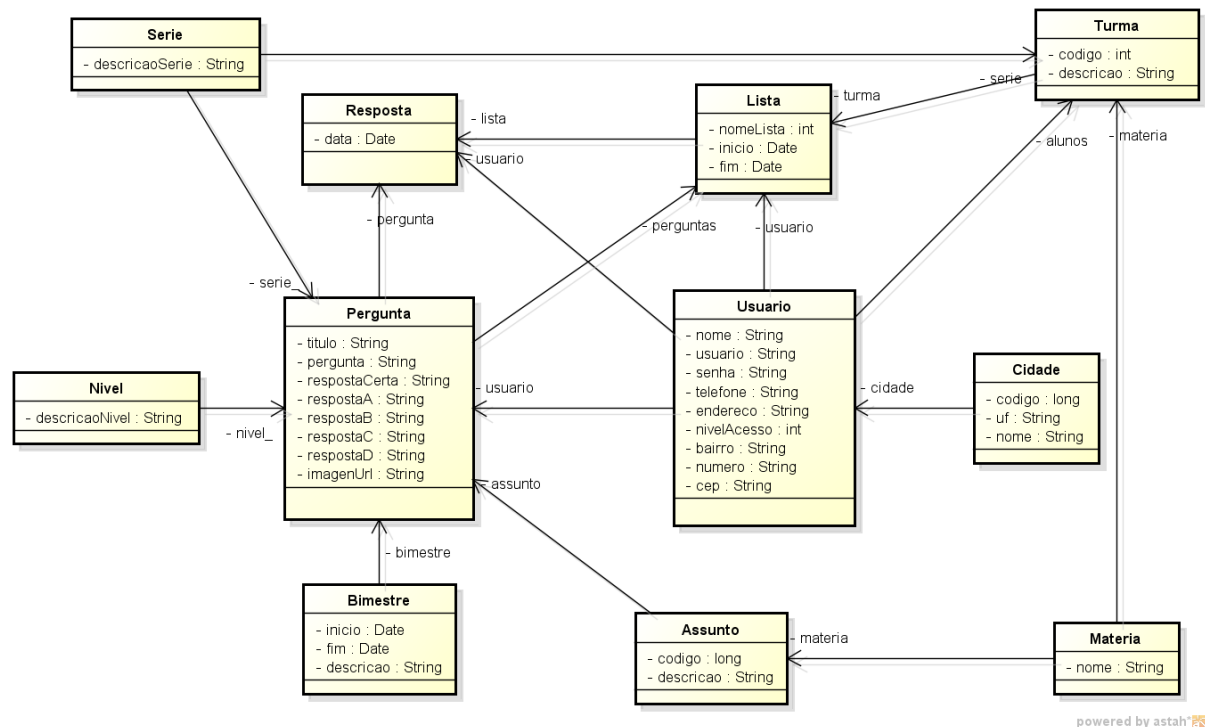 Serie
- descricaoSerie : String
Turma
- codigo : int
- descricao : String
- serie
- turma
- materia
- alunos
Resposta
- data : Date
- lista
- usuario
Lista
- nomeLista : int
- inicio : Date
- fim : Date
- pergunta
- perguntas
- usuario
- serie_
Pergunta
- titulo : String
- pergunta : String
- respostaCerta : String
- respostaA : String
- respostaB : String
- respostaC : String
- respostaD : String
- imagenUrl : String
- usuario
Usuario
- nome : String
- usuario : String
- senha : String
- telefone : String
- endereco : String
- nivelAcesso : int
- bairro : String
- numero : String
- cep : String
- cidade
Cidade
- codigo : long
- uf : String
- nome : String
Nivel
- descricaoNivel : String
- nivel_
- assunto
- bimestre
Bimestre
- inicio : Date
- fim : Date
- descricao : String
Assunto
- codigo : long
- descricao : String
- materia
Materia
- nome : String
powered by astah*